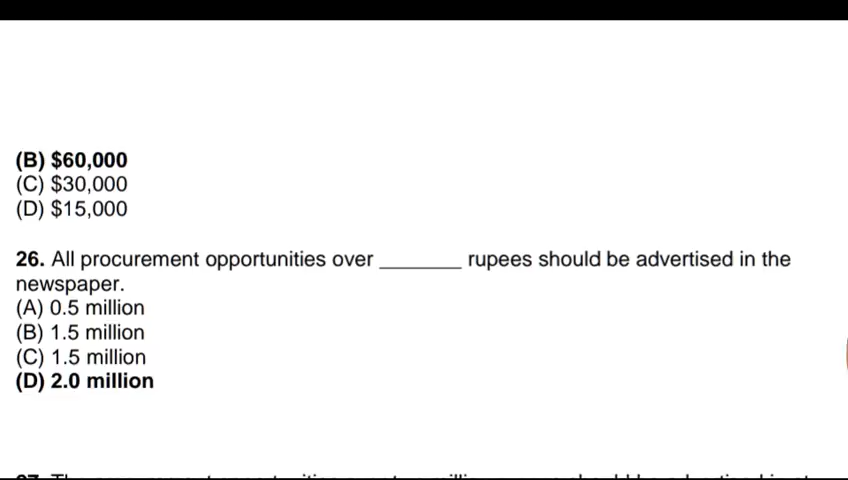 (B) $60,000
(C) $30,000
(D) $15,000
26. All procurement opportunities over _______ rupees should be advertised in the
newspaper.
(A) 0.5 million
(B) 1.5 million
(C) 1.5 million
(D) 2.0 million